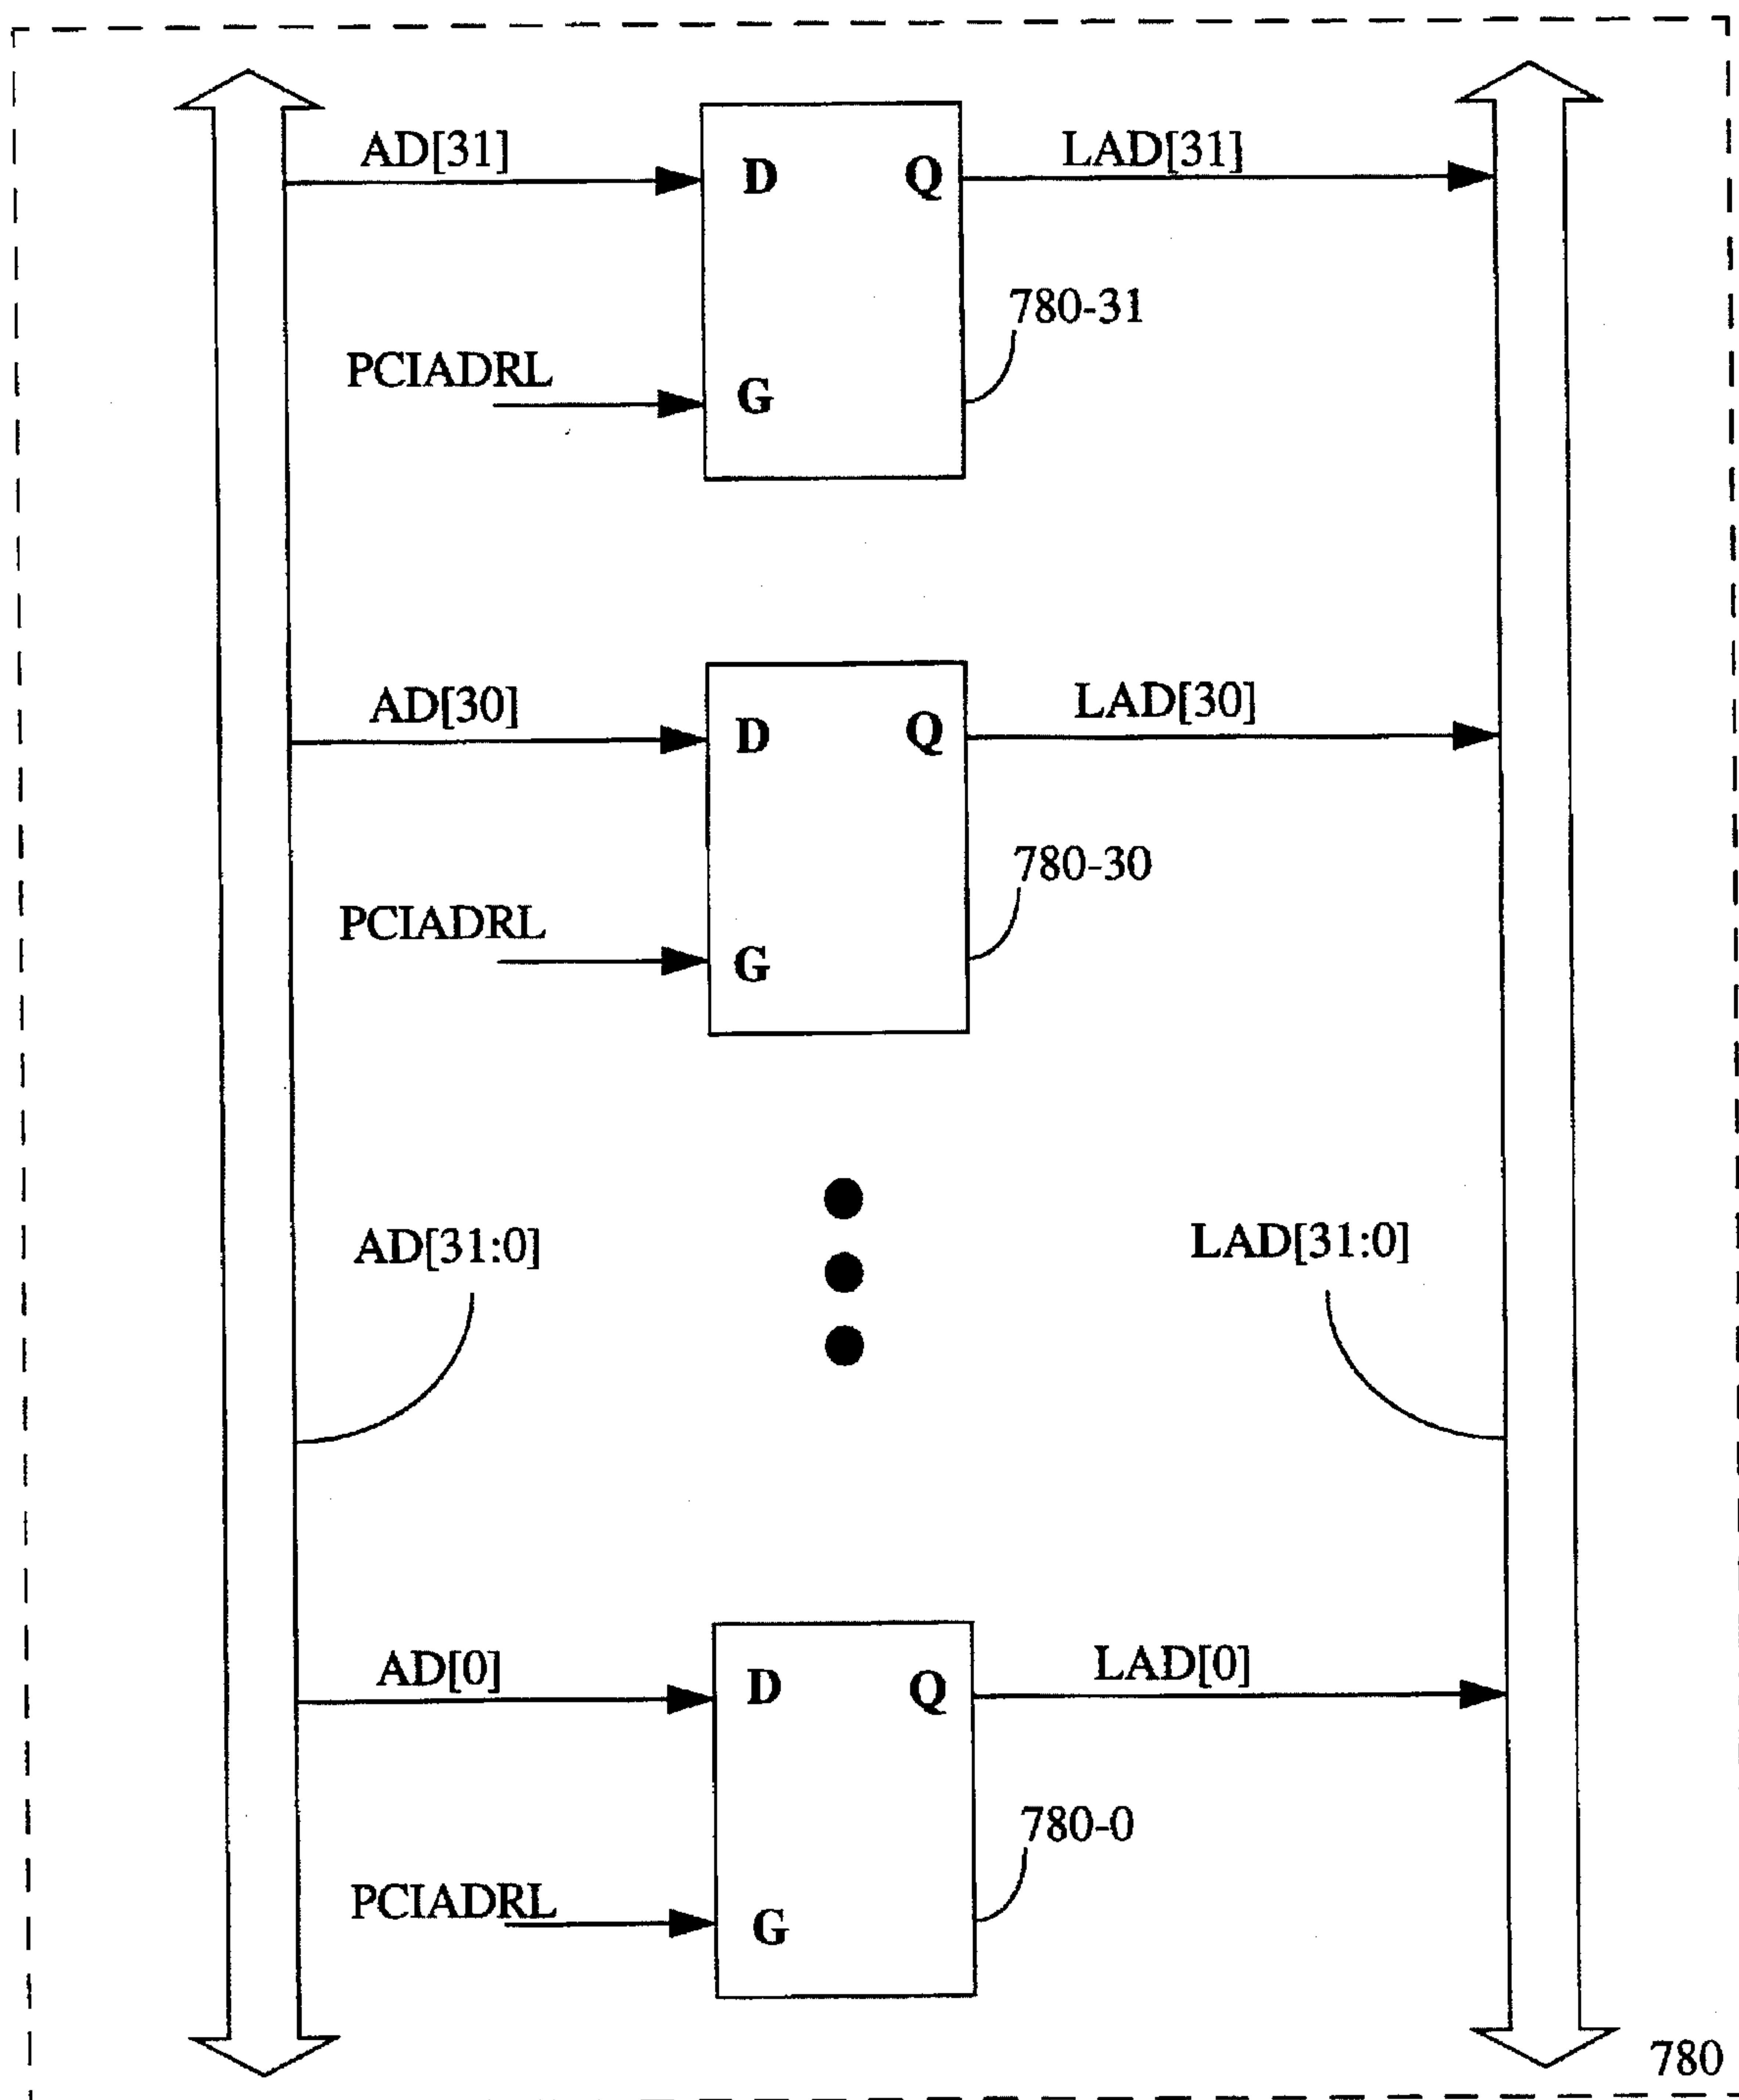 AD[31]
D
Q
LAD[31]
780-31
PCIADRL
G
AD[30]
D
Q
LAD[30]
780-30
PCIADRL
G
AD[31:0]
LAD[31:0]
AD[0]
D
Q
LAD[0]
780-0
PCIADRL
G
780